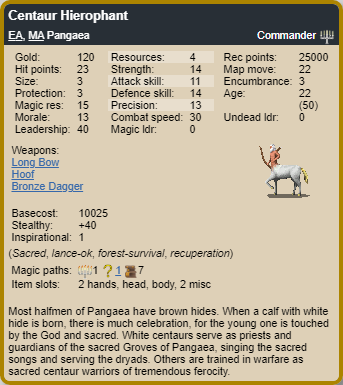 Centaur Hierophant
EA, MA Pangaea Commander
Gold: 120 Resources: 4 Rec points: 25000
Hit points: 23 Strength: 14 Map move: 22
Size: 3 Attack skill: 11 Encumbrance: 3
Protection: 3 Defence skill: 14 Age: 22
Magic res: 15 Precision: 13 (50)
Morale: 13 Combat speed: 30 Undead ldr: 0
Leadership: 40 Magic ldr: 0
Weapons:
Long Bow
Hoof
Bronze Dagger
Basecost: 10025
Stealthy: +40
Inspirational: 1
(Sacred, lance-ok, forest-survival, recuperation)
Magic paths: 1 ? 1 7
Item slots: 2 hands, head, body, 2 misc
Most halfmen of Pangaea have brown hides. When a calf with white
hide is born, there is much celebration, for the young one is touched
by the God and sacred. White centaurs serve as priests and
guardians of the sacred Groves of Pangaea, singing the sacred
songs and serving the dryads. Others are trained in warfare as
sacred centaur warriors of tremendous ferocity.